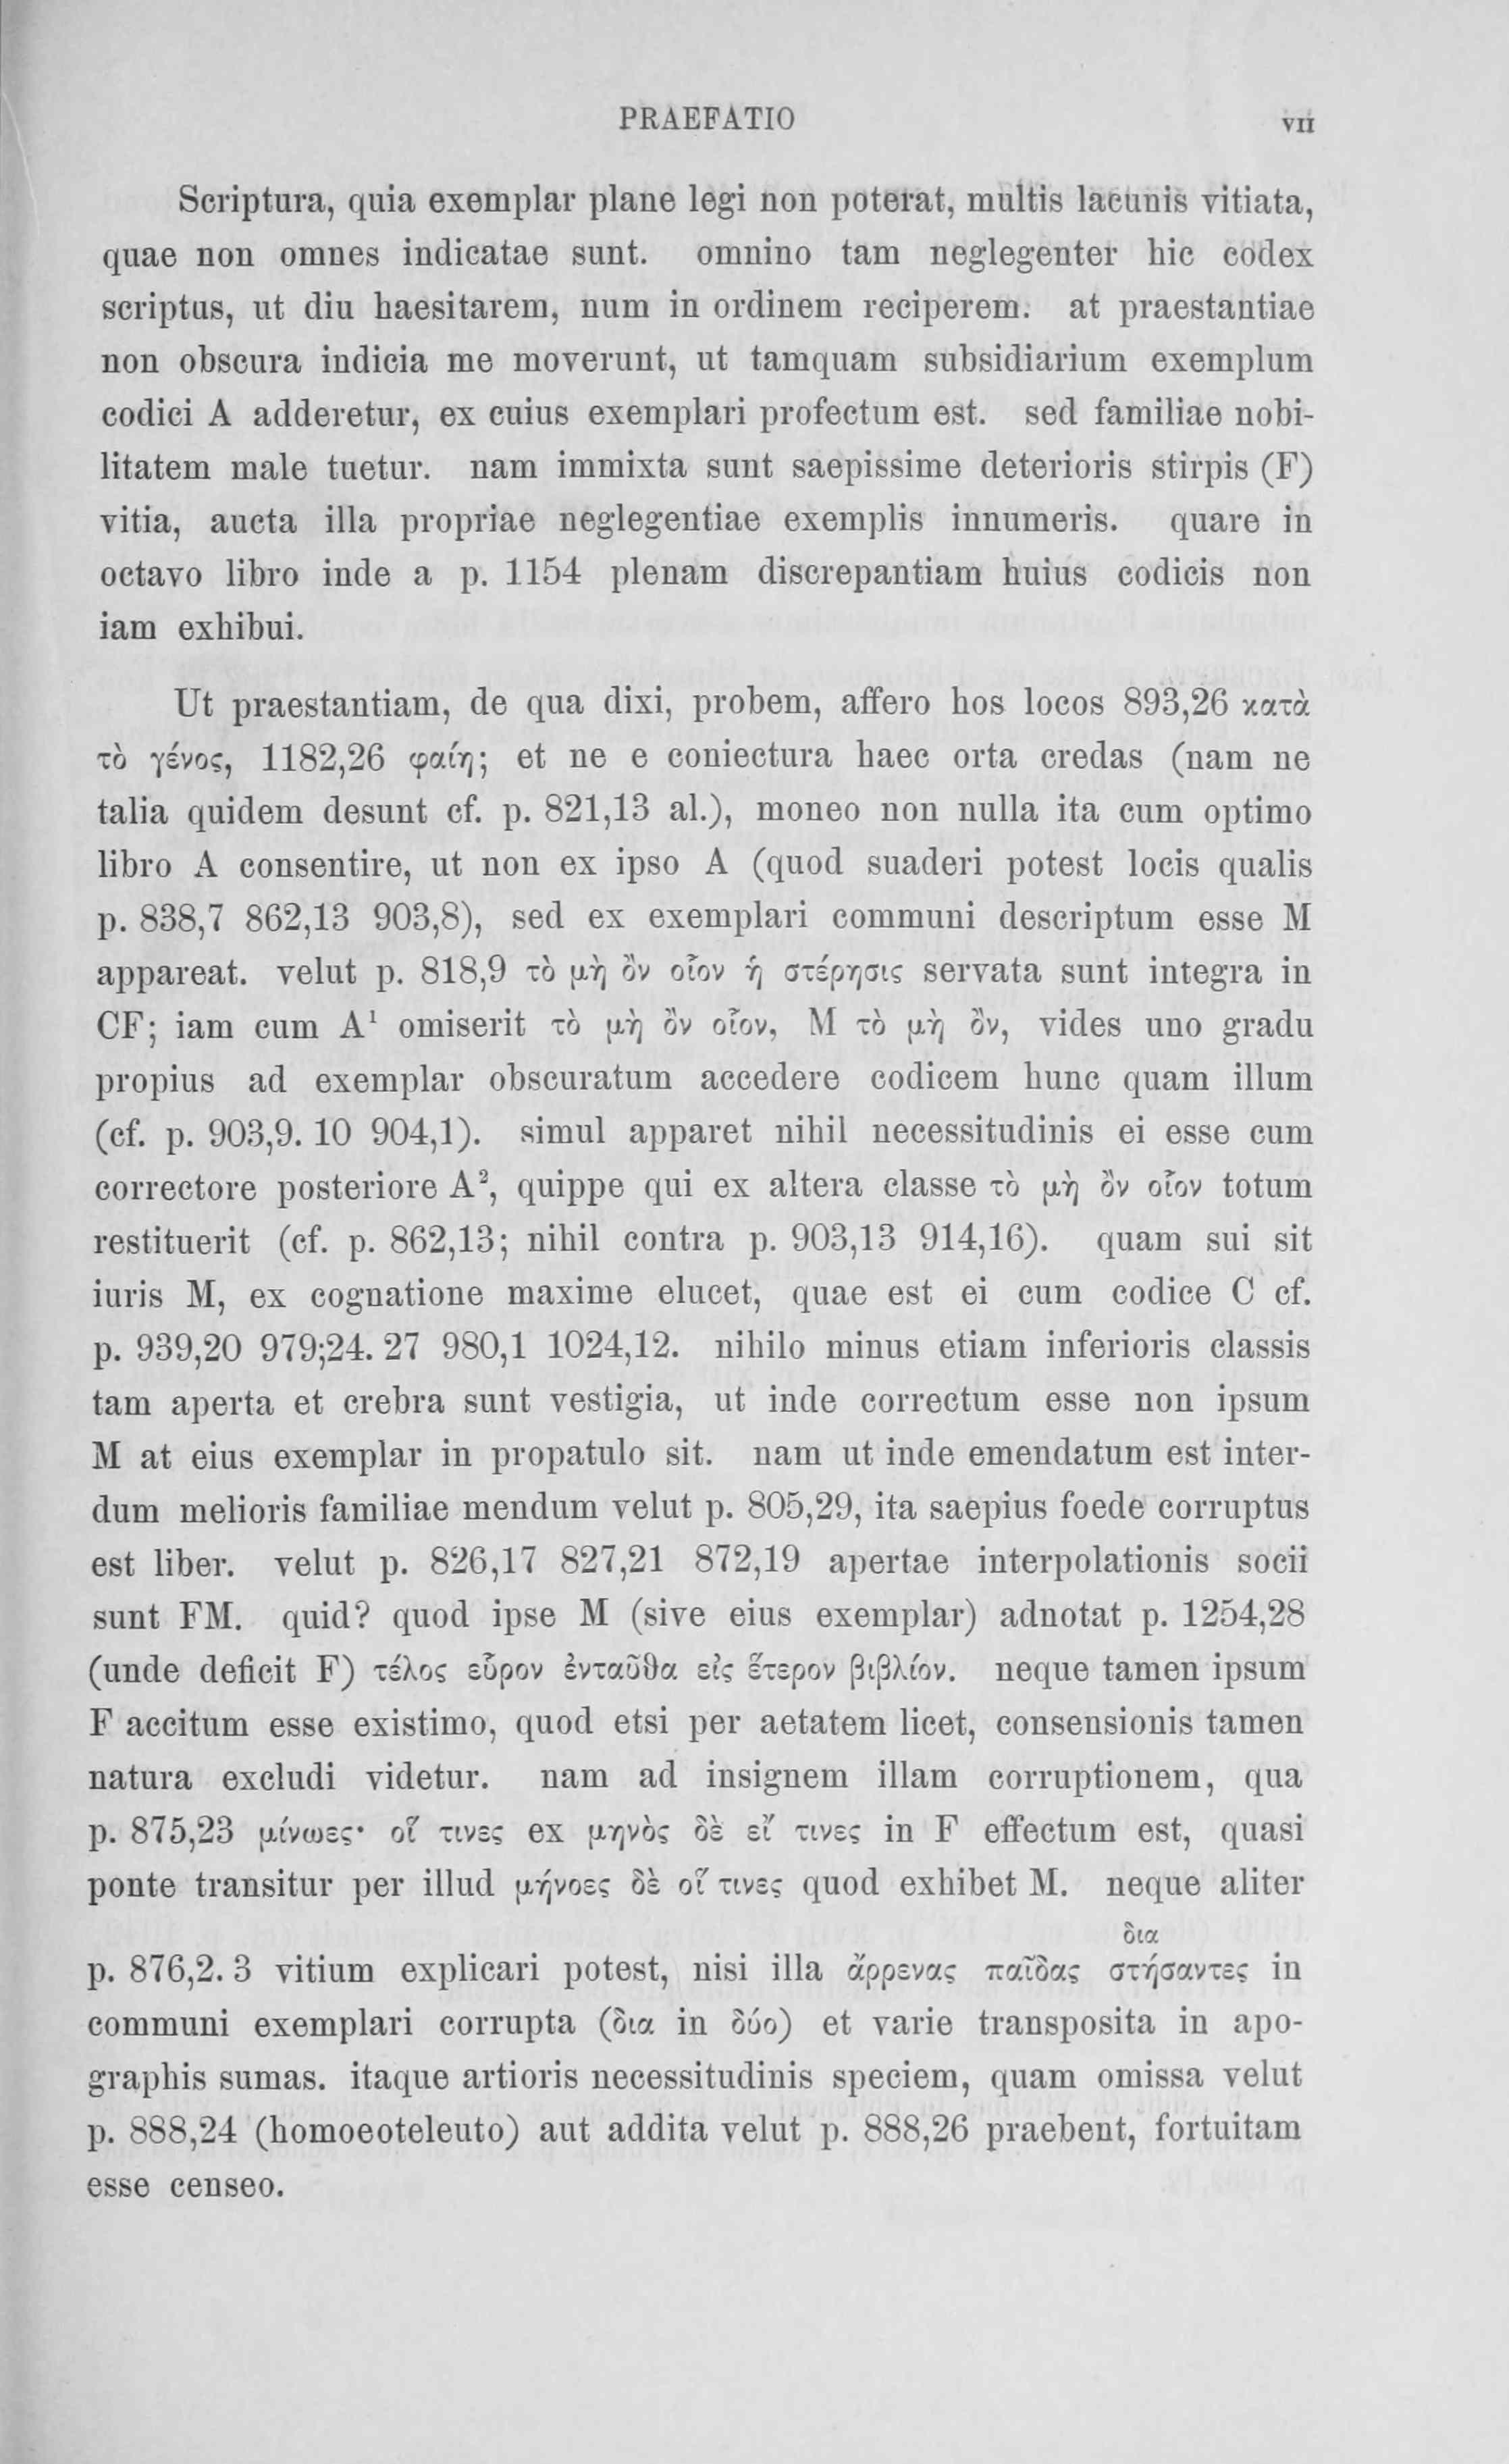 PRAEFATIO VII
Scriptura, quia exemplar plane legi non poterat, multis lacunis vitiata,
quae non omnes indicatae sunt. omnino tam neglegenter hic codex
scriptus, ut diu haesitarem, num in ordinem reciperem. at praestantiae
non obscura indicia me moverunt, ut tamquam subsidiarium exemplum
codici A adderetur, ex cuius exemplari profectum est. sed familiae nobi-
litatem male tuetur. nam immixta sunt saepissime deterioris stirpis (F)
vitia, aucta illa propriae neglegentiae exemplis innumeris. quare in
octavo libro inde a p. 1154 plenam discrepantiam huius codicis non
iam exhibui.
Ut praestantiam, de qua dixi, probem, affero hos locos 893,26 κατὰ
τὸ γένος, 1182,26 φαίη; et ne e coniectura haec orta credas (nam ne
talia quidem desunt cf. p. 821,13 al.), moneo non nulla ita cum optimo
libro A consentire, ut non ex ipso A (quod suaderi potest locis qualis
p. 838,7 862,13 903,8), sed ex exemplari communi descriptum esse M
appareat. velut p. 818,9 τὸ μὴ ὂν οἷον ἡ στέρησις servata sunt integra in
CF; iam cum A¹ omiserit τὸ μὴ ὂν οἷον, M τὸ μὴ ὂν, vides uno gradu
propius ad exemplar obscuratum accedere codicem hunc quam illum
(cf. p. 903,9. 10 904,1). simul apparet nihil necessitudinis ei esse cum
correctore posteriore A², quippe qui ex altera classe τὸ μὴ ὂν οἷον totum
restituerit (cf. p. 862,13; nihil contra p. 903,13 914,16). quam sui sit
iuris M, ex cognatione maxime elucet, quae est ei cum codice C cf.
p. 939,20 979;24. 27 980,1 1024,12. nihilo minus etiam inferioris classis
tam aperta et crebra sunt vestigia, ut inde correctum esse non ipsum
M at eius exemplar in propatulo sit. nam ut inde emendatum est inter-
dum melioris familiae mendum velut p. 805,29, ita saepius foede corruptus
est liber. velut p. 826,17 827,21 872,19 apertae interpolationis socii
sunt FM. quid? quod ipse M (sive eius exemplar) adnotat p. 1254,28
(unde deficit F) τέλος εὗρον ἐνταῦθα εἰς ἕτερον βιβλίον. neque tamen ipsum
F accitum esse existimo, quod etsi per aetatem licet, consensionis tamen
natura excludi videtur. nam ad insignem illam corruptionem, qua
p. 875,23 μίνωες· οἵ τινες ex μηνὸς δὲ εἴ τινες in F effectum est, quasi
ponte transitur per illud μήνοες δὲ οἵ τινες quod exhibet M. neque aliter
δια
p. 876,2. 3 vitium explicari potest, nisi illa ἄρρενας παῖδας στήσαντες in
communi exemplari corrupta (δια in δύο) et varie transposita in apo-
graphis sumas. itaque artioris necessitudinis speciem, quam omissa velut
p. 888,24 (homoeoteleuto) aut addita velut p. 888,26 praebent, fortuitam
esse censeo.